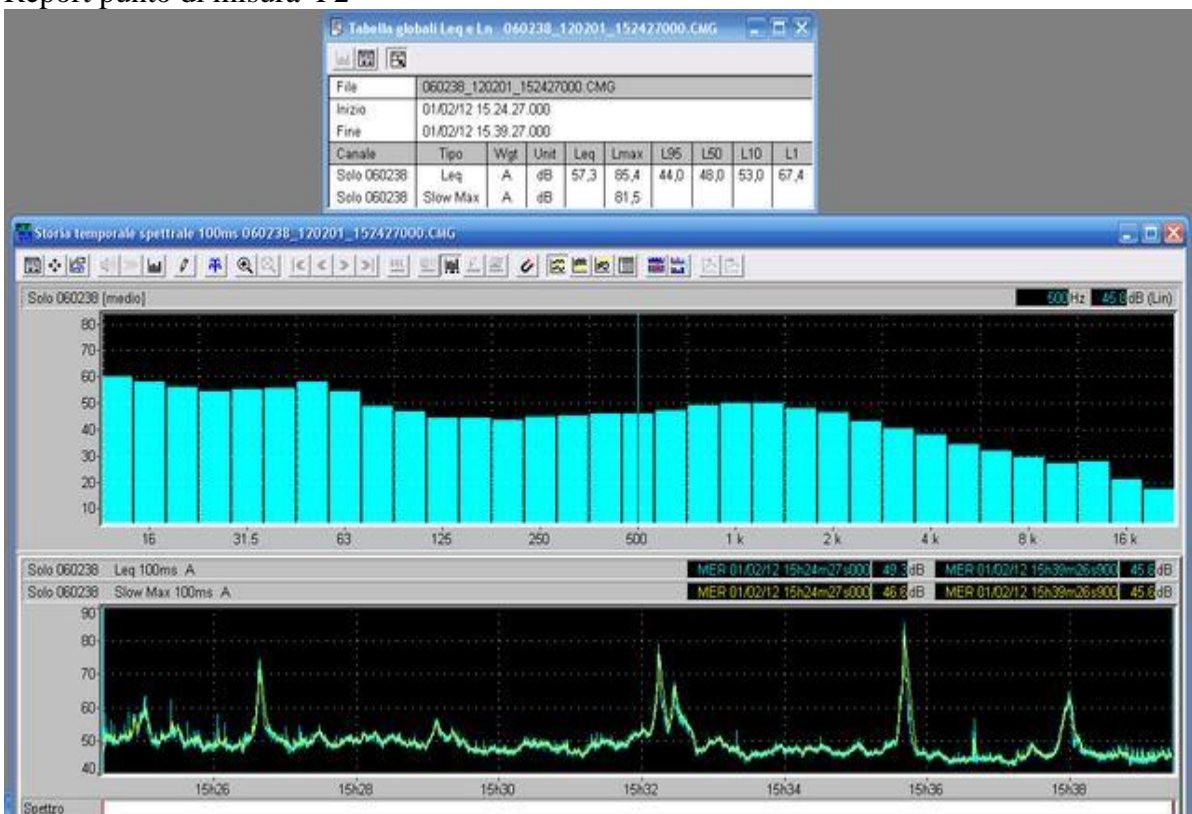 Report punto di misura P2
Tabella globali Leq e Ln 060238_120201_152427000.CMG
File 060238_120201_152427000.CMG
Inizio 01/02/12 15.24.27.000
Fine 01/02/12 15.39.27.000
Canale Tipo Wgt Unit Leq Lmax L95 L50 L10 L1
Solo 060238 Leq A dB 57,3 85,4 44,0 48,0 53,0 67,4
Solo 060238 Slow Max A dB 81,5
Storia temporale spettrale 100ms 060238_120201_152427000.CMG
Solo 060238 [medio] 500 Hz dB (Lin)
80
70
60
50
40
30
20
10
16 31.5 63 125 250 500 1 k 2 k 4 k 8 k 16 k
Solo 060238 Leq 100ms A MER 01/02/12 15h24m27s000 49.3 dB MER 01/02/12 15h39m26s900 dB
Solo 060238 Slow Max 100ms A MER 01/02/12 15h24m27s000 dB MER 01/02/12 15h39m26s900 dB
90
80
70
60
50
40
15h26 15h28 15h30 15h32 15h34 15h36 15h38
Spettro